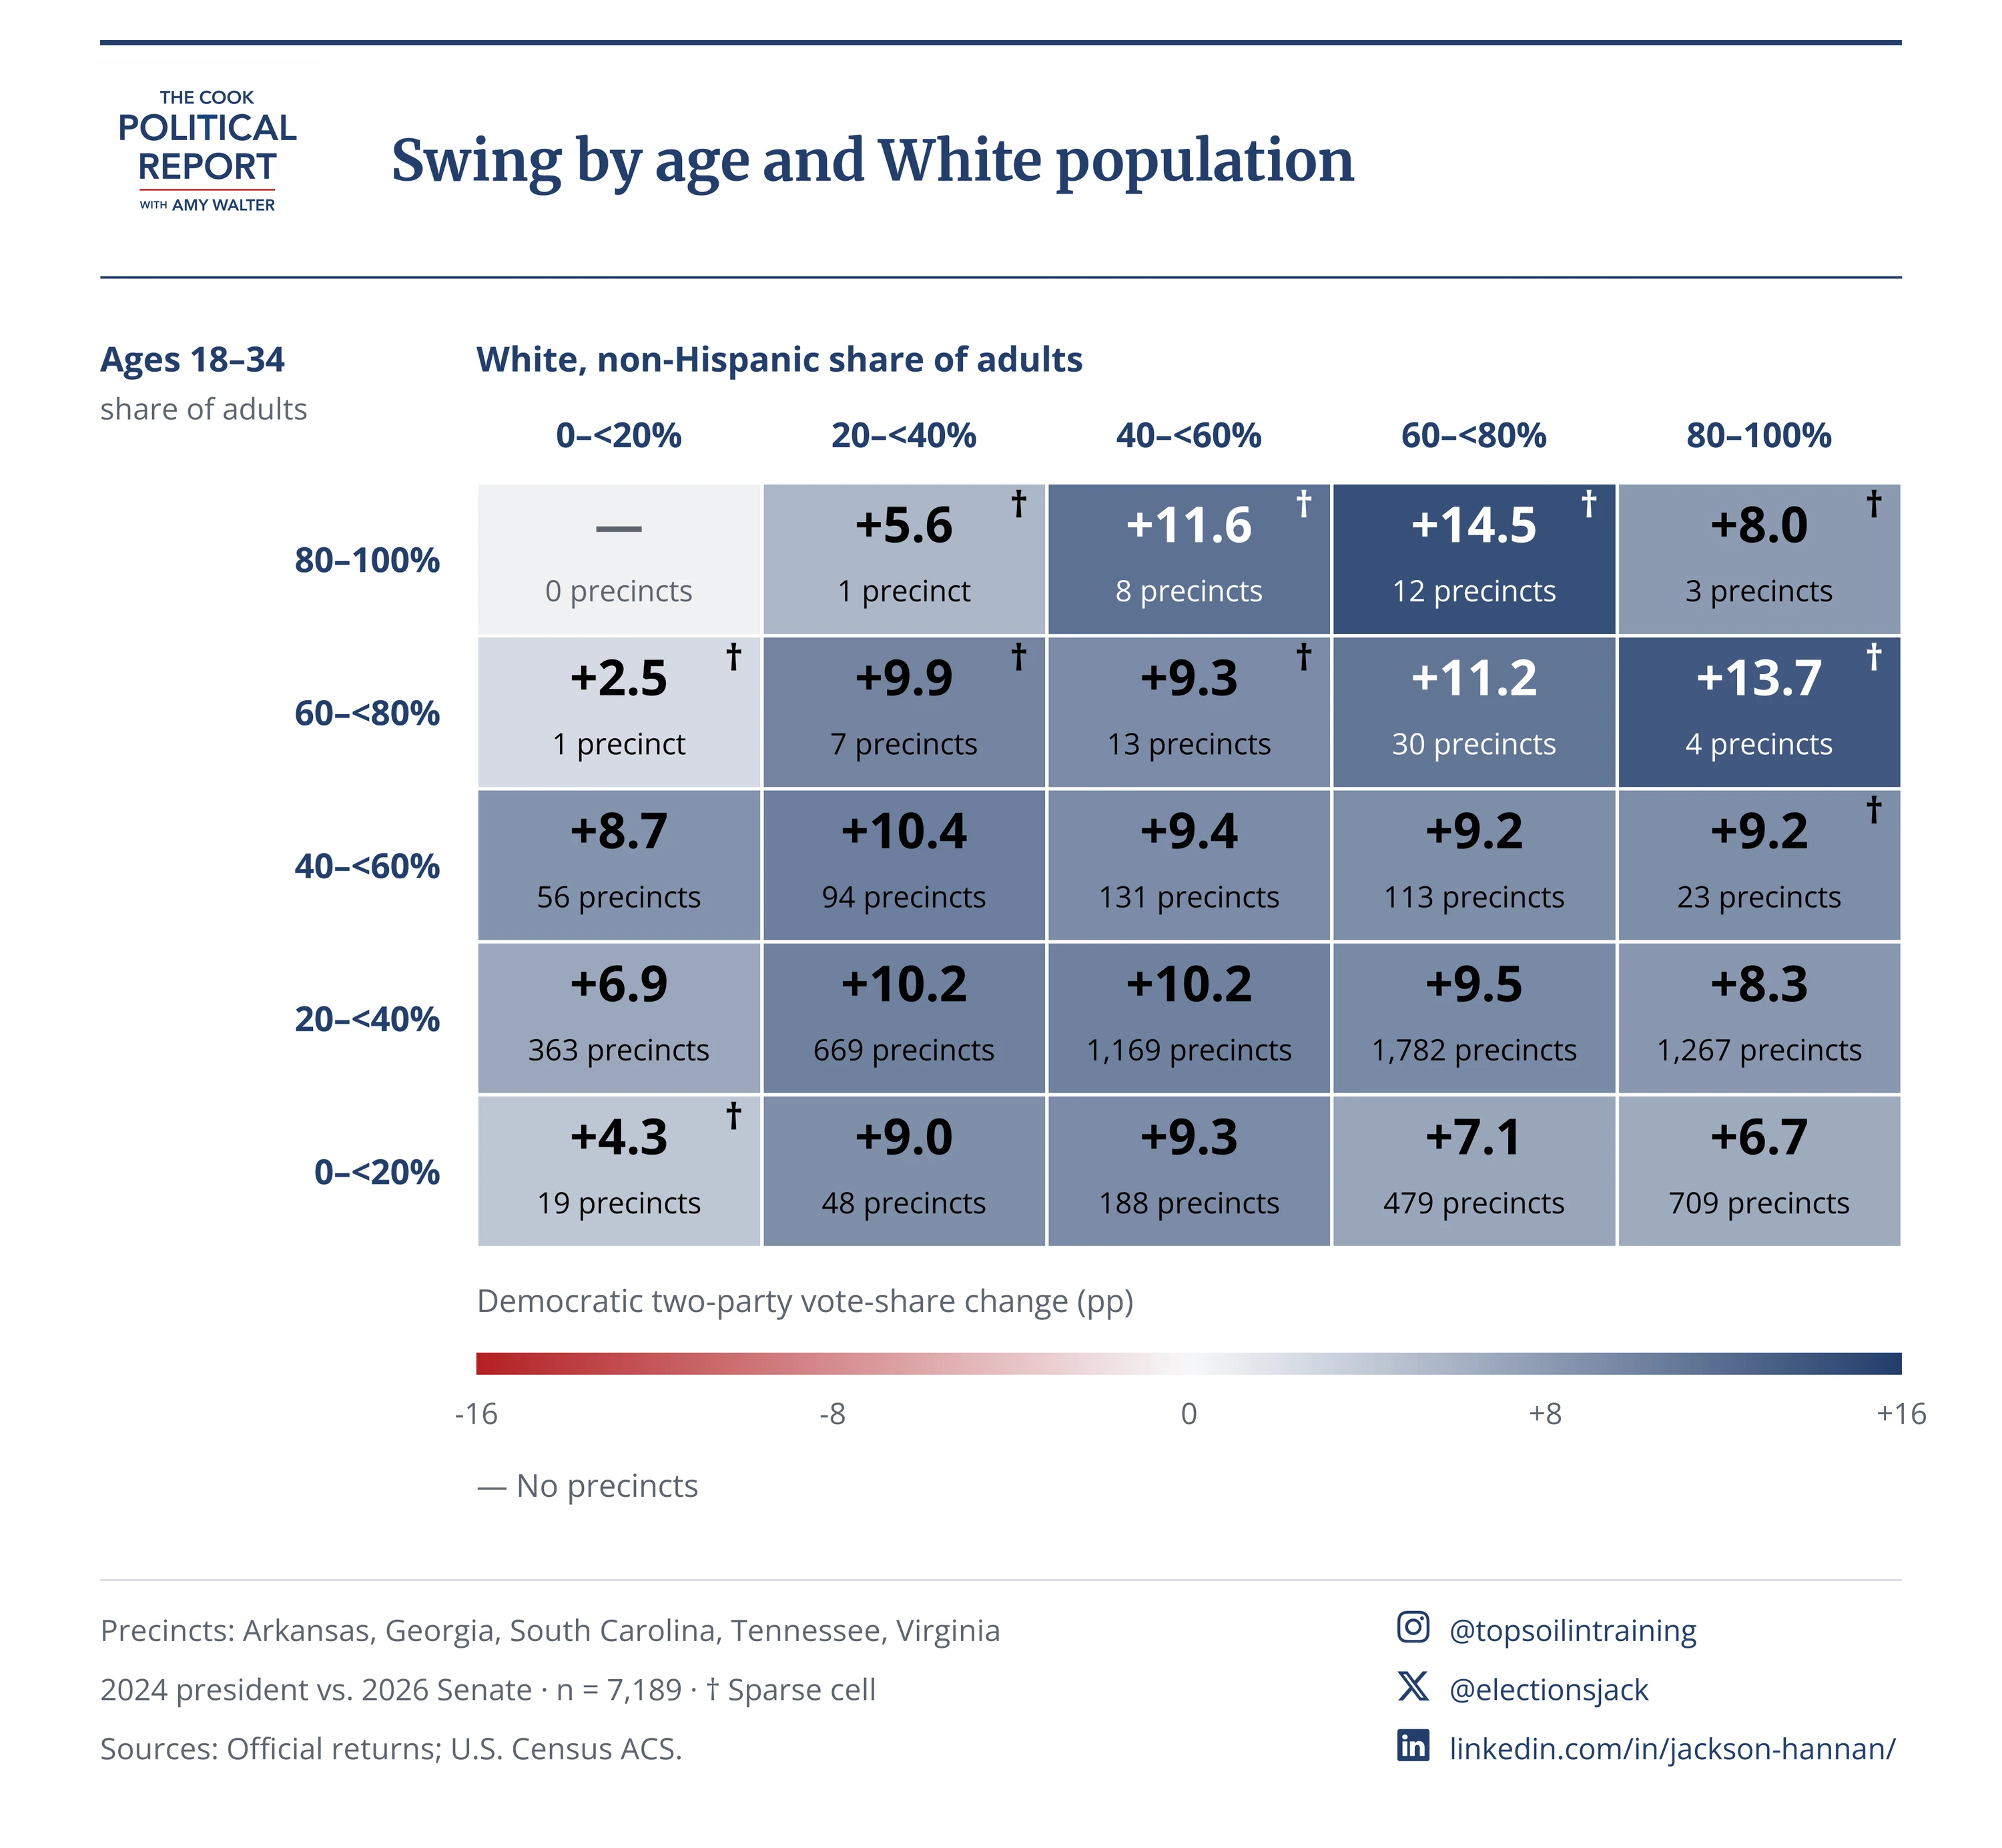 THE COOK
POLITICAL
REPORT
WITH AMY WALTER
Swing by age and White population
Ages 18–34
share of adults
White, non-Hispanic share of adults
0–<20% 20–<40% 40–<60% 60–<80% 80–100%
80–100%
— +5.6 † +11.6 † +14.5 † +8.0 †
0 precincts 1 precinct 8 precincts 12 precincts 3 precincts
60–<80%
+2.5 † +9.9 † +9.3 † +11.2 +13.7 †
1 precinct 7 precincts 13 precincts 30 precincts 4 precincts
40–<60%
+8.7 +10.4 +9.4 +9.2 +9.2 †
56 precincts 94 precincts 131 precincts 113 precincts 23 precincts
20–<40%
+6.9 +10.2 +10.2 +9.5 +8.3
363 precincts 669 precincts 1,169 precincts 1,782 precincts 1,267 precincts
0–<20%
+4.3 † +9.0 +9.3 +7.1 +6.7
19 precincts 48 precincts 188 precincts 479 precincts 709 precincts
Democratic two-party vote-share change (pp)
-16 -8 0 +8 +16
— No precincts
Precincts: Arkansas, Georgia, South Carolina, Tennessee, Virginia
2024 president vs. 2026 Senate · n = 7,189 · † Sparse cell
Sources: Official returns; U.S. Census ACS.
@topsoilintraining
@electionsjack
linkedin.com/in/jackson-hannan/